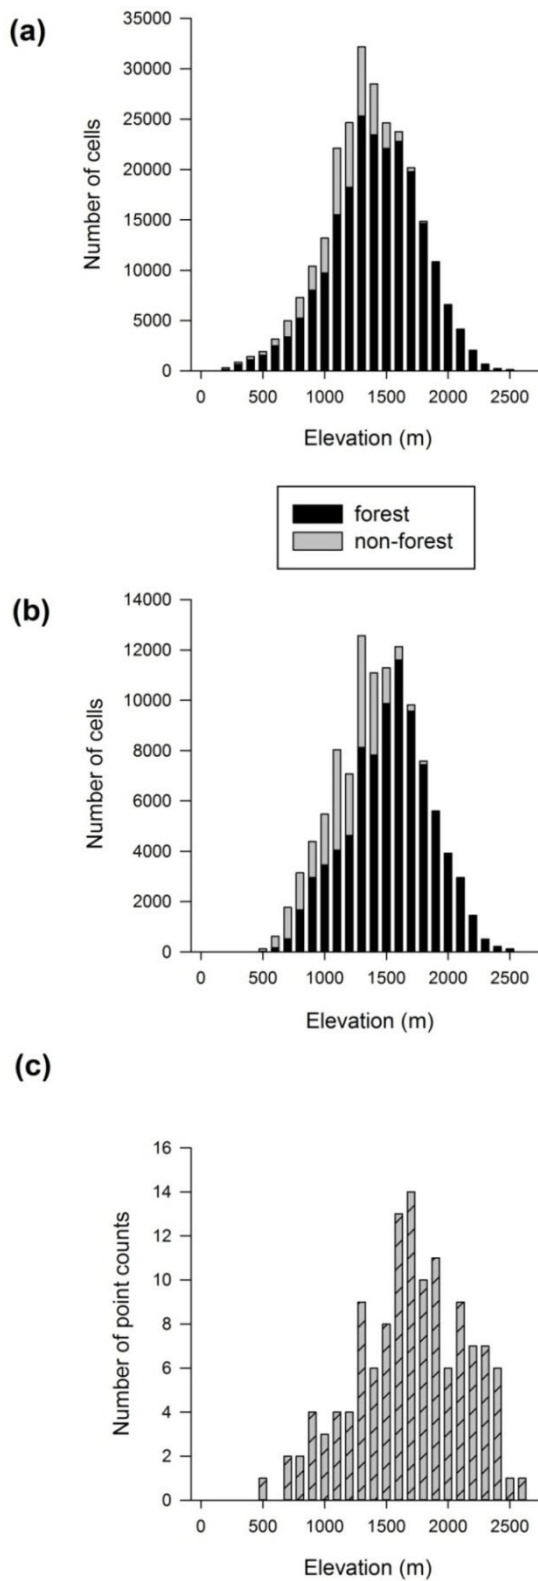 (a)
35000
30000
25000
20000
15000
10000
5000
0
Number of cells
0 500 1000 1500 2000 2500
Elevation (m)
forest
non-forest
(b)
14000
12000
10000
8000
6000
4000
2000
0
Number of cells
0 500 1000 1500 2000 2500
Elevation (m)
(c)
16
14
12
10
8
6
4
2
0
Number of point counts
0 500 1000 1500 2000 2500
Elevation (m)